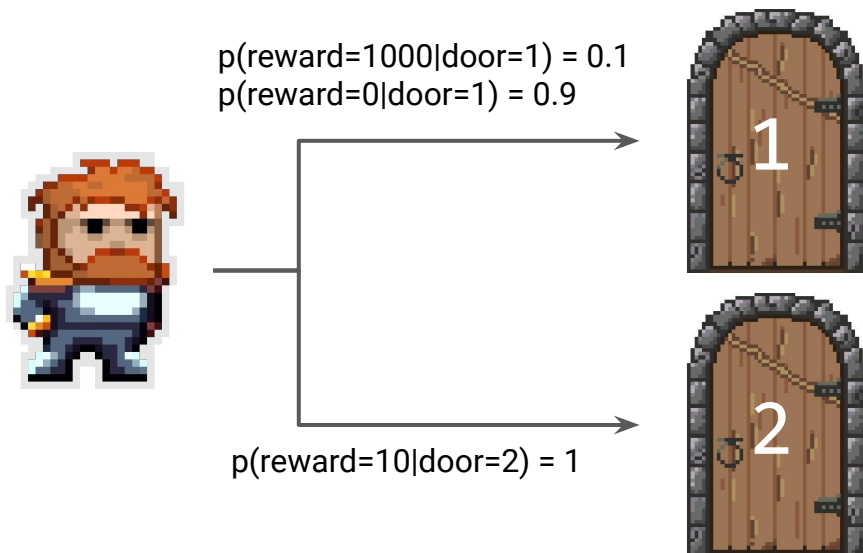 p(reward=1000|door=1) = 0.1
p(reward=0|door=1) = 0.9
1
2
p(reward=10|door=2) = 1